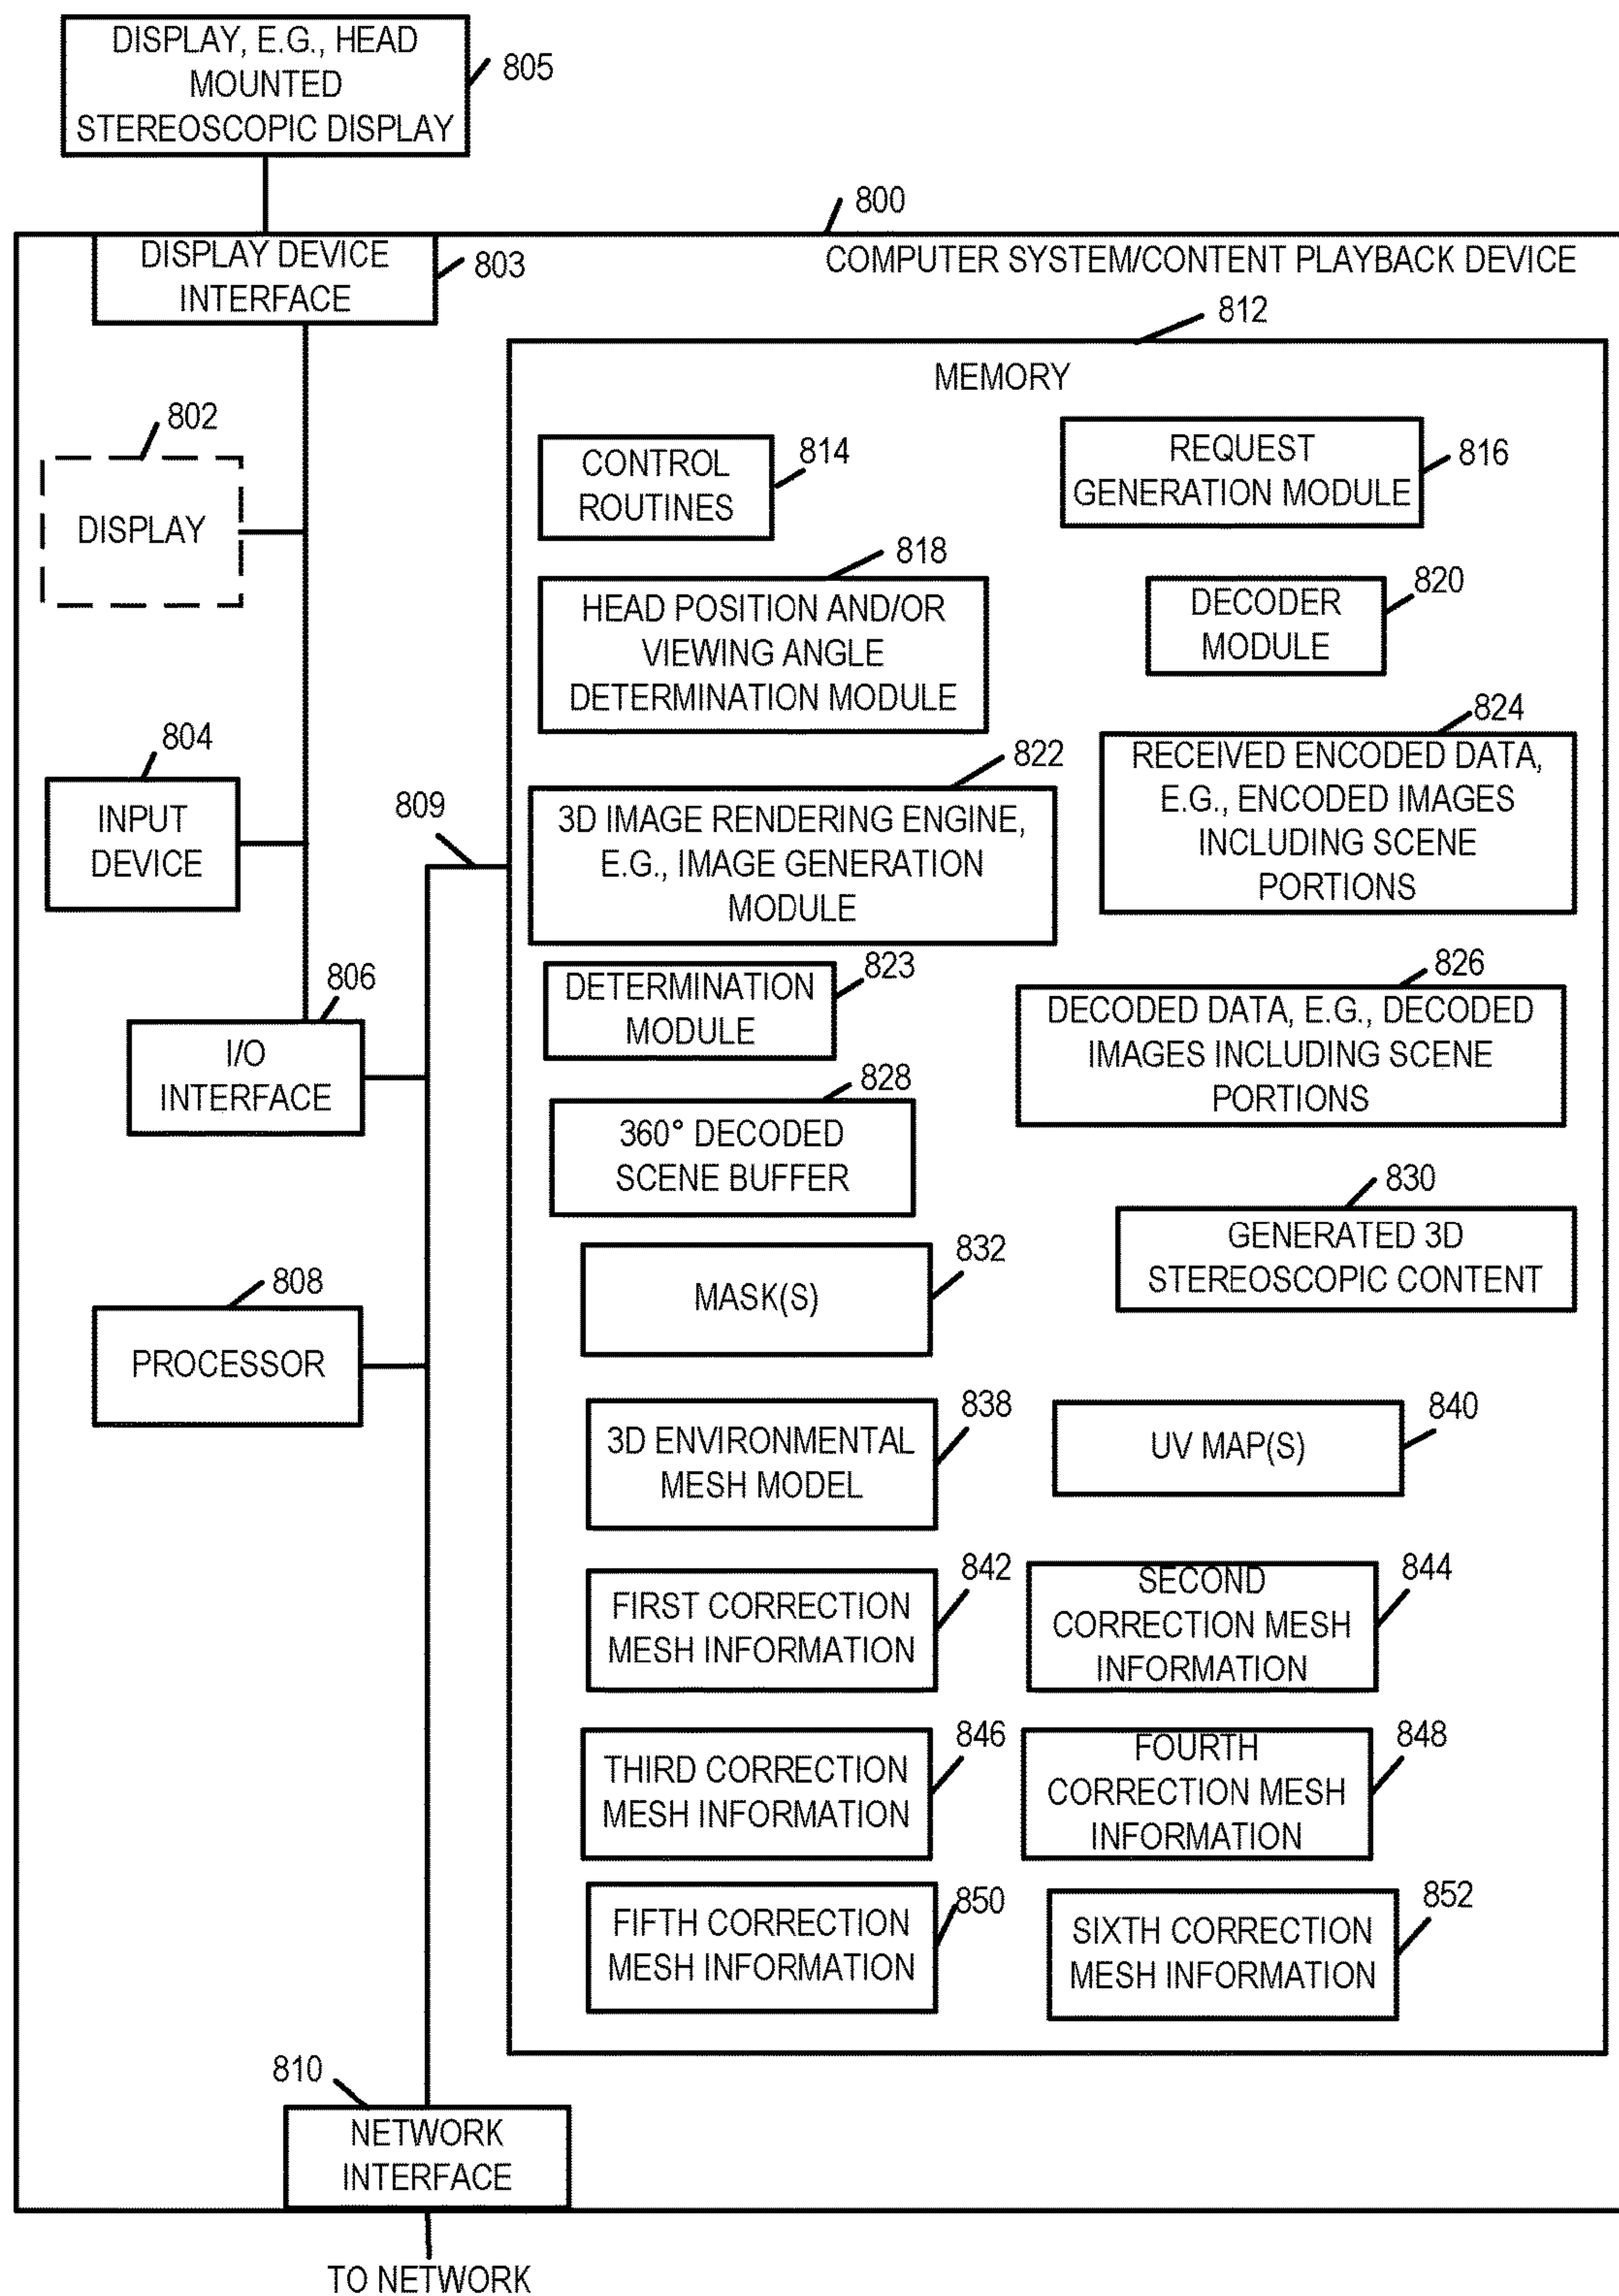 DISPLAY, E.G., HEAD
MOUNTED
STEREOSCOPIC DISPLAY
805
800
DISPLAY DEVICE
INTERFACE
803
COMPUTER SYSTEM/CONTENT PLAYBACK DEVICE
812
MEMORY
802
DISPLAY
CONTROL
ROUTINES
814
REQUEST
GENERATION MODULE
816
818
HEAD POSITION AND/OR
VIEWING ANGLE
DETERMINATION MODULE
DECODER
MODULE
820
804
INPUT
DEVICE
809
822
3D IMAGE RENDERING ENGINE,
E.G., IMAGE GENERATION
MODULE
824
RECEIVED ENCODED DATA,
E.G., ENCODED IMAGES
INCLUDING SCENE
PORTIONS
806
I/O
INTERFACE
DETERMINATION
MODULE
823
826
DECODED DATA, E.G., DECODED
IMAGES INCLUDING SCENE
PORTIONS
828
360° DECODED
SCENE BUFFER
830
GENERATED 3D
STEREOSCOPIC CONTENT
808
PROCESSOR
MASK(S)
832
3D ENVIRONMENTAL
MESH MODEL
838
UV MAP(S)
840
FIRST CORRECTION
MESH INFORMATION
842
SECOND
CORRECTION MESH
INFORMATION
844
THIRD CORRECTION
MESH INFORMATION
846
FOURTH
CORRECTION MESH
INFORMATION
848
FIFTH CORRECTION
MESH INFORMATION
850
SIXTH CORRECTION
MESH INFORMATION
852
810
NETWORK
INTERFACE
TO NETWORK